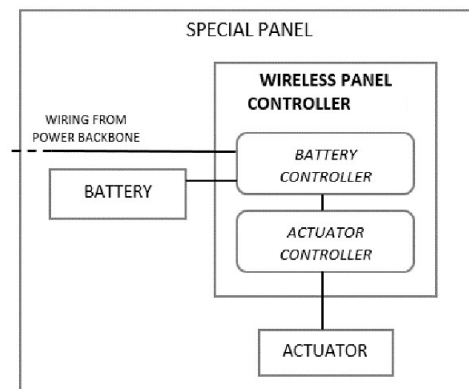 SPECIAL PANEL
WIRELESS PANEL
CONTROLLER
WIRING FROM
POWER BACKBONE
BATTERY
CONTROLLER
BATTERY
ACTUATOR
CONTROLLER
ACTUATOR